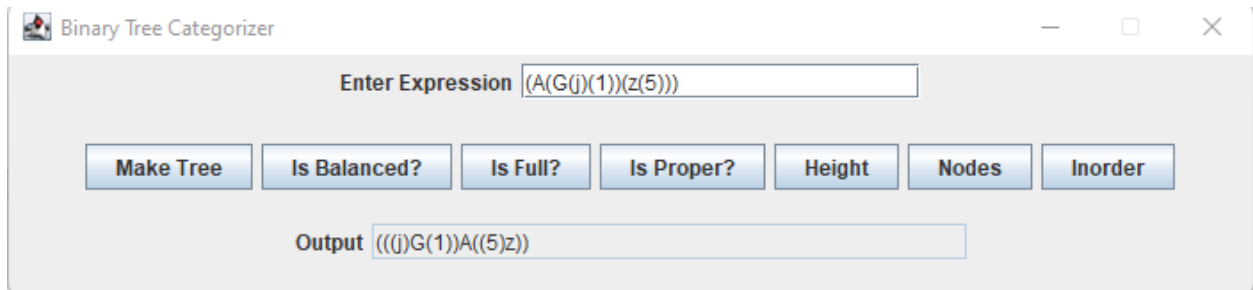 Binary Tree Categorizer
Enter Expression (A(G(j)(1))(z(5)))
Make Tree Is Balanced? Is Full? Is Proper? Height Nodes Inorder
Output (((j)G(1))A((5)z))